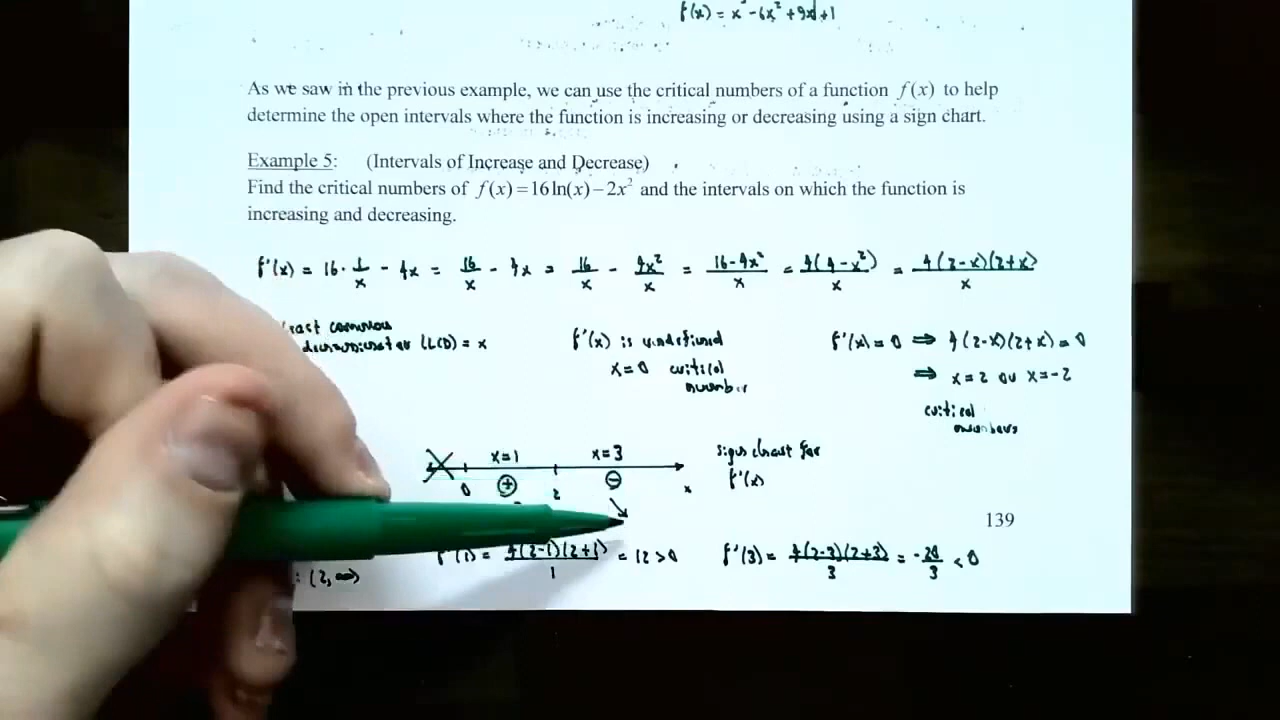 f(x) = x³ - 6x² + 9x + 1
As we saw in the previous example, we can use the critical numbers of a function f(x) to help
determine the open intervals where the function is increasing or decreasing using a sign chart.
Example 5: (Intervals of Increase and Decrease)
Find the critical numbers of f(x)=16ln(x)−2x² and the intervals on which the function is
increasing and decreasing.
f'(x) = 16·1/x - 4x = 16/x - 4x = 16/x - 4x²/x = (16-4x²)/x = 4(4-x²)/x = 4(2-x)(2+x)/x
common
denominator (LCD) = x
f'(x) is undefined
x=0 critical
number
f'(x)=0 ⇒ 4(2-x)(2+x)=0
⇒ x=2 or x=-2
critical
numbers
x=1 x=3
0 + 2 − x
sign chart for
f'(x)
139
f'(1) = 4(2-1)(2+1)/1 = 12 >0
f'(3) = 4(2-3)(2+3)/3 = -20/3 < 0
: (2,∞)